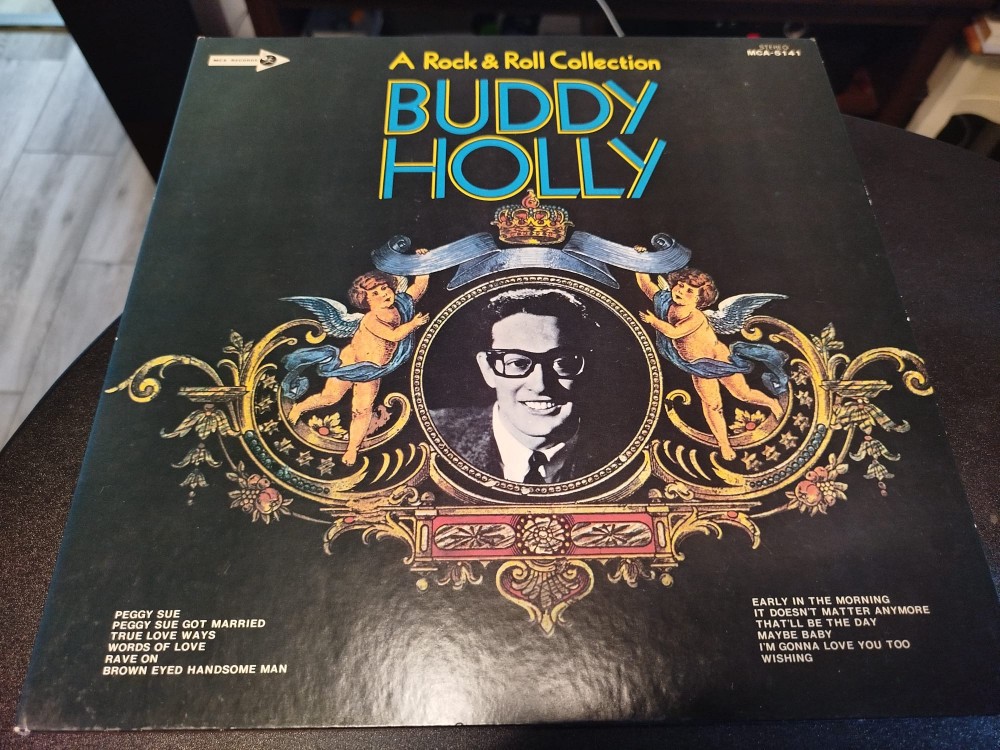 MCA RECORDS
A Rock & Roll Collection
STEREO
MCA-5141
BUDDY
HOLLY
PEGGY SUE
PEGGY SUE GOT MARRIED
TRUE LOVE WAYS
WORDS OF LOVE
RAVE ON
BROWN EYED HANDSOME MAN
EARLY IN THE MORNING
IT DOESN'T MATTER ANYMORE
THAT'LL BE THE DAY
MAYBE BABY
I'M GONNA LOVE YOU TOO
WISHING